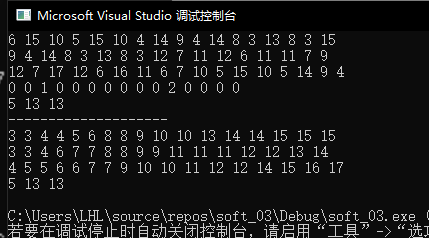 Microsoft Visual Studio 调试控制台
6 15 10 5 15 10 4 14 9 4 14 8 3 13 8 3 15
9 4 14 8 3 13 8 3 12 7 11 12 6 11 11 7 9
12 7 17 12 6 16 11 6 7 10 5 15 10 5 14 9 4
0 0 1 0 0 0 0 0 0 0 2 0 0 0 0
5 13 13
--------------------
3 3 4 4 5 6 8 8 9 10 10 13 14 14 15 15 15
3 3 4 6 7 7 8 8 9 9 11 11 11 12 12 13 14
4 5 5 6 6 7 7 9 10 10 11 12 12 14 15 16 17
5 13 13
C:\Users\LHL\source\repos\soft_03\Debug\soft_03.exe
若要在调试停止时自动关闭控制台，请启用“工具”->“选